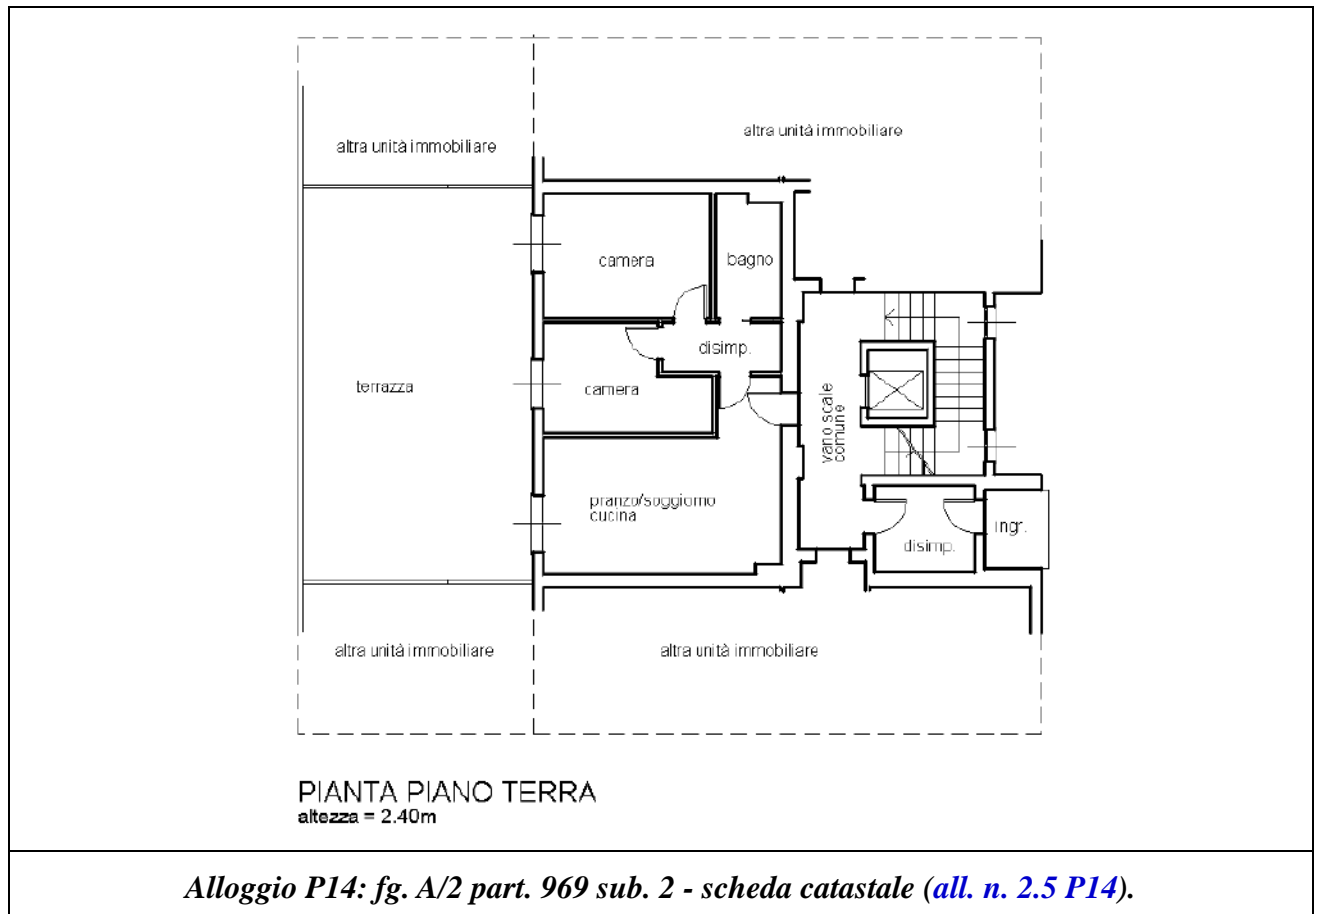 altra unità immobiliare
altra unità immobiliare
camera
bagno
disimp.
terrazza
camera
vano scale
comune
pranzo/soggiorno
cucina
ingr.
disimp.
altra unità immobiliare
altra unità immobiliare
PIANTA PIANO TERRA
altezza = 2.40m
Alloggio P14: fg. A/2 part. 969 sub. 2 - scheda catastale (all. n. 2.5 P14).